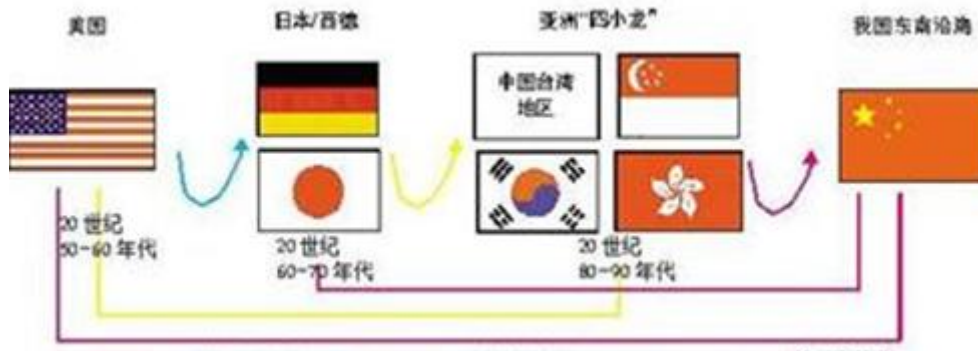 美国
日本/西德
亚洲“四小龙”
我国东南沿海
中国台湾
地区
20 世纪
50-60 年代
20 世纪
60-70 年代
20 世纪
80-90 年代